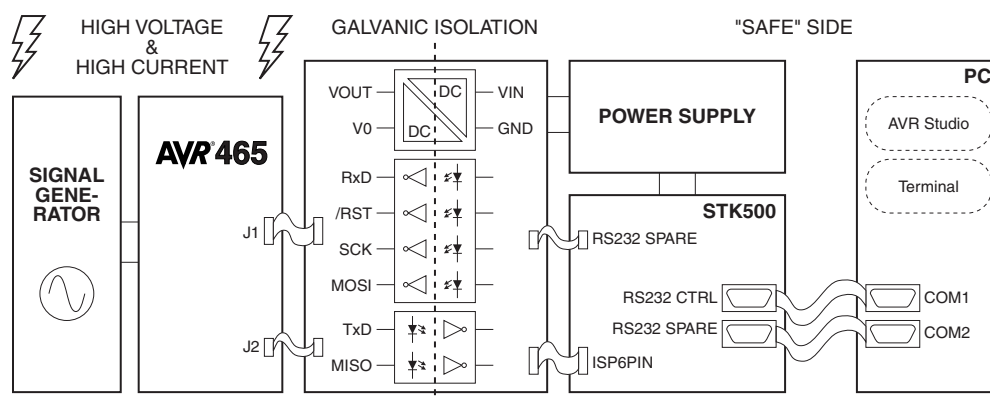 HIGH VOLTAGE
&
HIGH CURRENT
GALVANIC ISOLATION
"SAFE" SIDE
SIGNAL
GENE-
RATOR
AVR®465
J1
J2
VOUT
V0
DC
DC
VIN
GND
RxD
/RST
SCK
MOSI
TxD
MISO
POWER SUPPLY
STK500
RS232 SPARE
RS232 CTRL
RS232 SPARE
ISP6PIN
PC
AVR Studio
Terminal
COM1
COM2